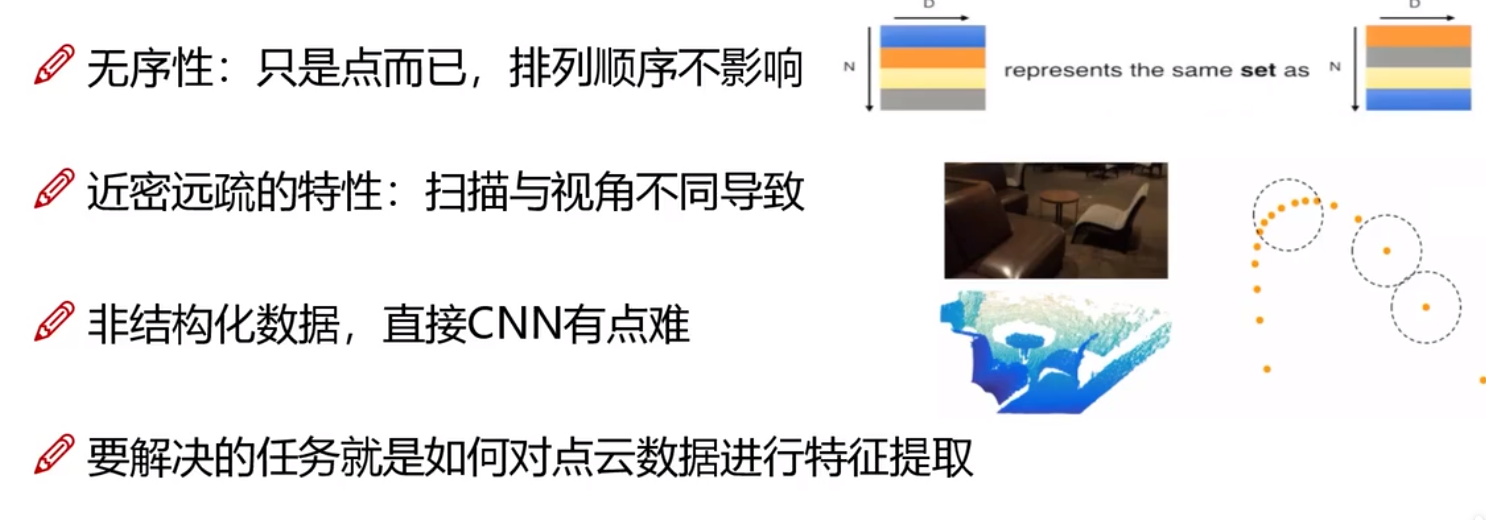 D
D
无序性：只是点而已，排列顺序不影响
N
represents the same set as
N
近密远疏的特性：扫描与视角不同导致
非结构化数据，直接CNN有点难
要解决的任务就是如何对点云数据进行特征提取